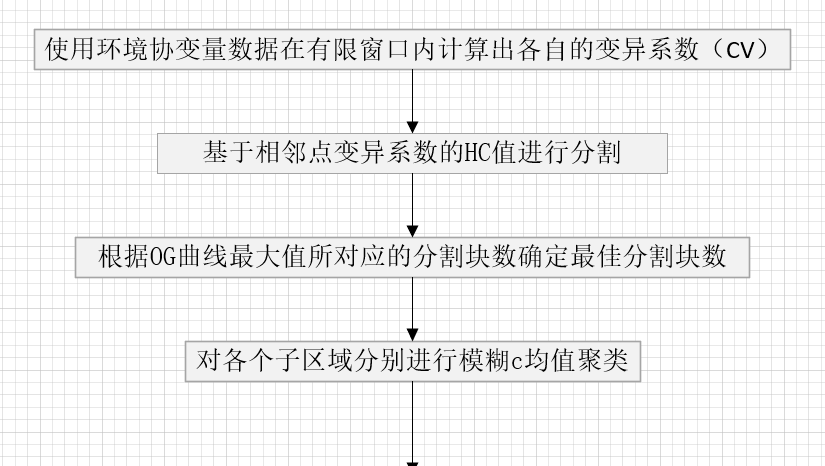 使用环境协变量数据在有限窗口内计算出各自的变异系数（CV）
基于相邻点变异系数的HC值进行分割
根据OG曲线最大值所对应的分割块数确定最佳分割块数
对各个子区域分别进行模糊c均值聚类